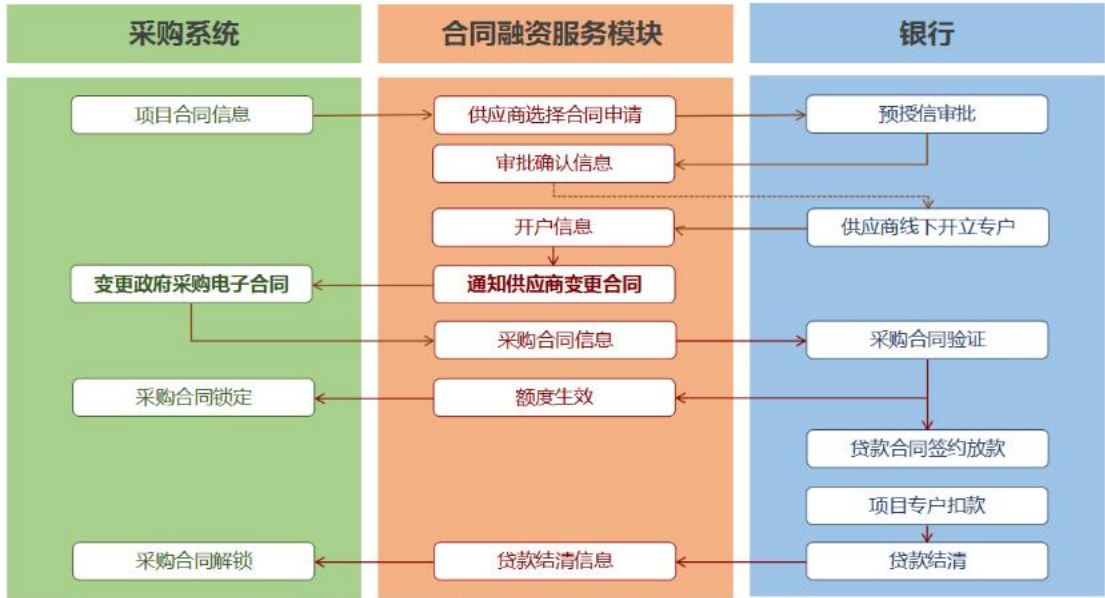 采购系统
合同融资服务模块
银行
项目合同信息
供应商选择合同申请
预授信审批
审批确认信息
开户信息
供应商线下开立专户
变更政府采购电子合同
通知供应商变更合同
采购合同信息
采购合同验证
采购合同锁定
额度生效
贷款合同签约放款
项目专户扣款
采购合同解锁
贷款结清信息
贷款结清